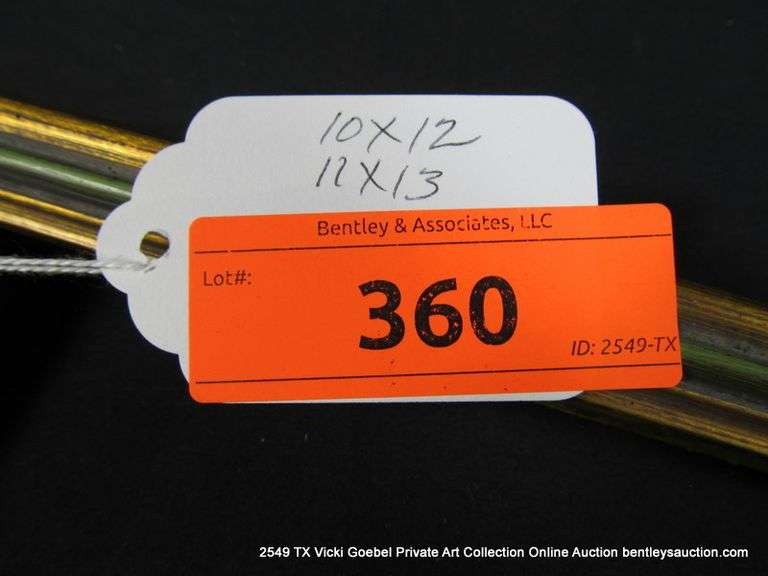 10X12
11X13
Bentley & Associates, LLC
Lot#:
360
ID: 2549-TX
2549 TX Vicki Goebel Private Art Collection Online Auction bentleysauction.com